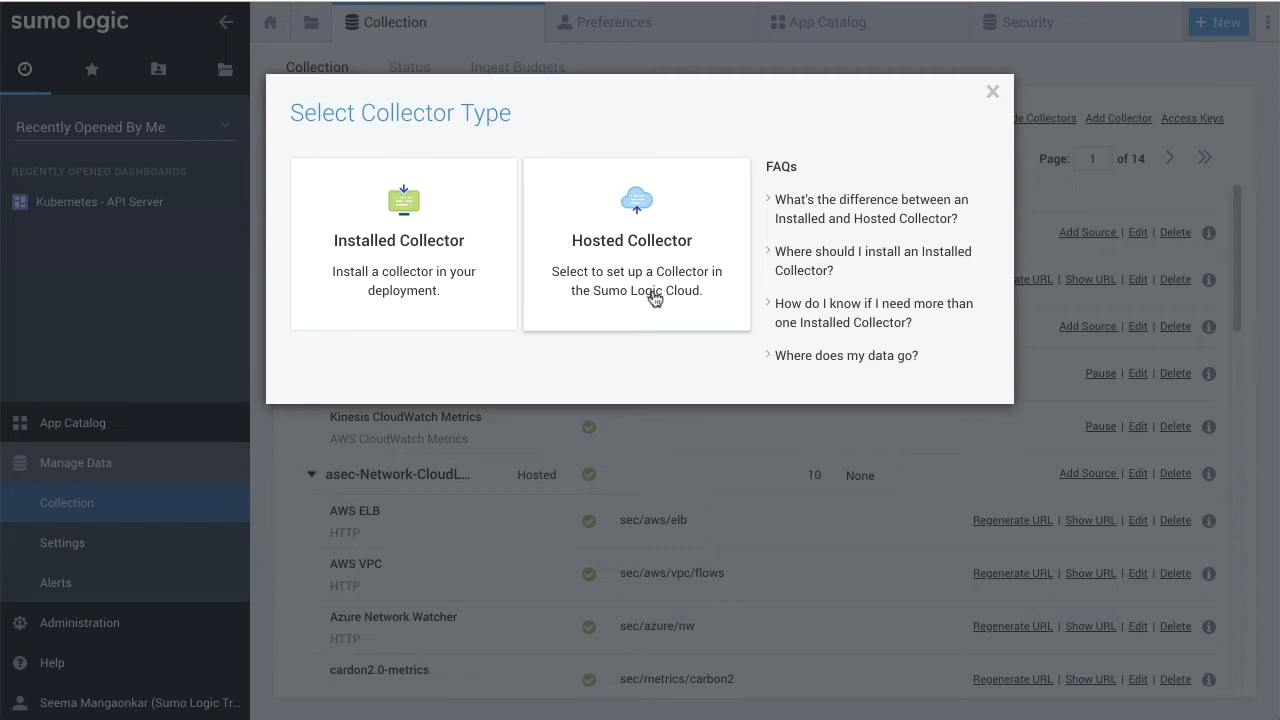 sumo logic
Collection
Preferences
App Catalog
Security
+ New
Collection
Status
Ingest Budgets
Recently Opened By Me
RECENTLY OPENED DASHBOARDS
Kubernetes - API Server
App Catalog
Manage Data
Collection
Settings
Alerts
Administration
? Help
Seema Mangaonkar (Sumo Logic Tr...
Select Collector Type
Installed Collector
Install a collector in your
deployment.
Hosted Collector
Select to set up a Collector in
the Sumo Logic Cloud.
FAQs
What's the difference between an
Installed and Hosted Collector?
Where should I install an Installed
Collector?
How do I know if I need more than
one Installed Collector?
Where does my data go?
Collectors Add Collector Access Keys
Page: 1 of 14
Add Source | Edit | Delete
URL | Show URL | Edit | Delete
Add Source | Edit | Delete
Pause | Edit | Delete
Kinesis CloudWatch Metrics
AWS CloudWatch Metrics
Pause | Edit | Delete
asec-Network-CloudL... Hosted 10 None Add Source | Edit | Delete
AWS ELB
HTTP
sec/aws/elb
Regenerate URL | Show URL | Edit | Delete
AWS VPC
HTTP
sec/aws/vpc/flows
Regenerate URL | Show URL | Edit | Delete
Azure Network Watcher
HTTP
sec/azure/nw
Regenerate URL | Show URL | Edit | Delete
cardon2.0-metrics
sec/metrics/carbon2
Regenerate URL | Show URL | Edit | Delete